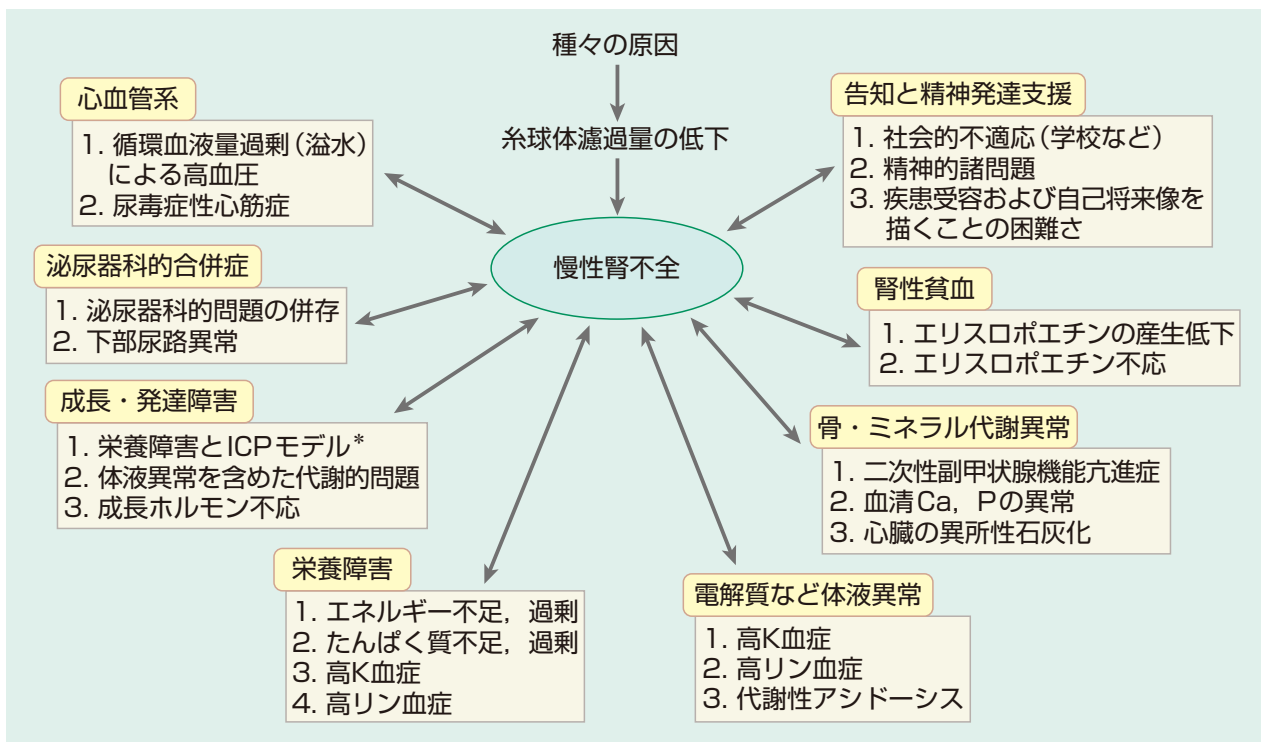 種々の原因
糸球体濾過量の低下
慢性腎不全
心血管系
1. 循環血液量過剰（溢水）
による高血圧
2. 尿毒症性心筋症
泌尿器科的合併症
1. 泌尿器科的問題の併存
2. 下部尿路異常
成長・発達障害
1. 栄養障害とICPモデル*
2. 体液異常を含めた代謝的問題
3. 成長ホルモン不応
栄養障害
1. エネルギー不足，過剰
2. たんぱく質不足，過剰
3. 高K血症
4. 高リン血症
告知と精神発達支援
1. 社会的不適応（学校など）
2. 精神的諸問題
3. 疾患受容および自己将来像を
描くことの困難さ
腎性貧血
1. エリスロポエチンの産生低下
2. エリスロポエチン不応
骨・ミネラル代謝異常
1. 二次性副甲状腺機能亢進症
2. 血清Ca，Pの異常
3. 心臓の異所性石灰化
電解質など体液異常
1. 高K血症
2. 高リン血症
3. 代謝性アシドーシス